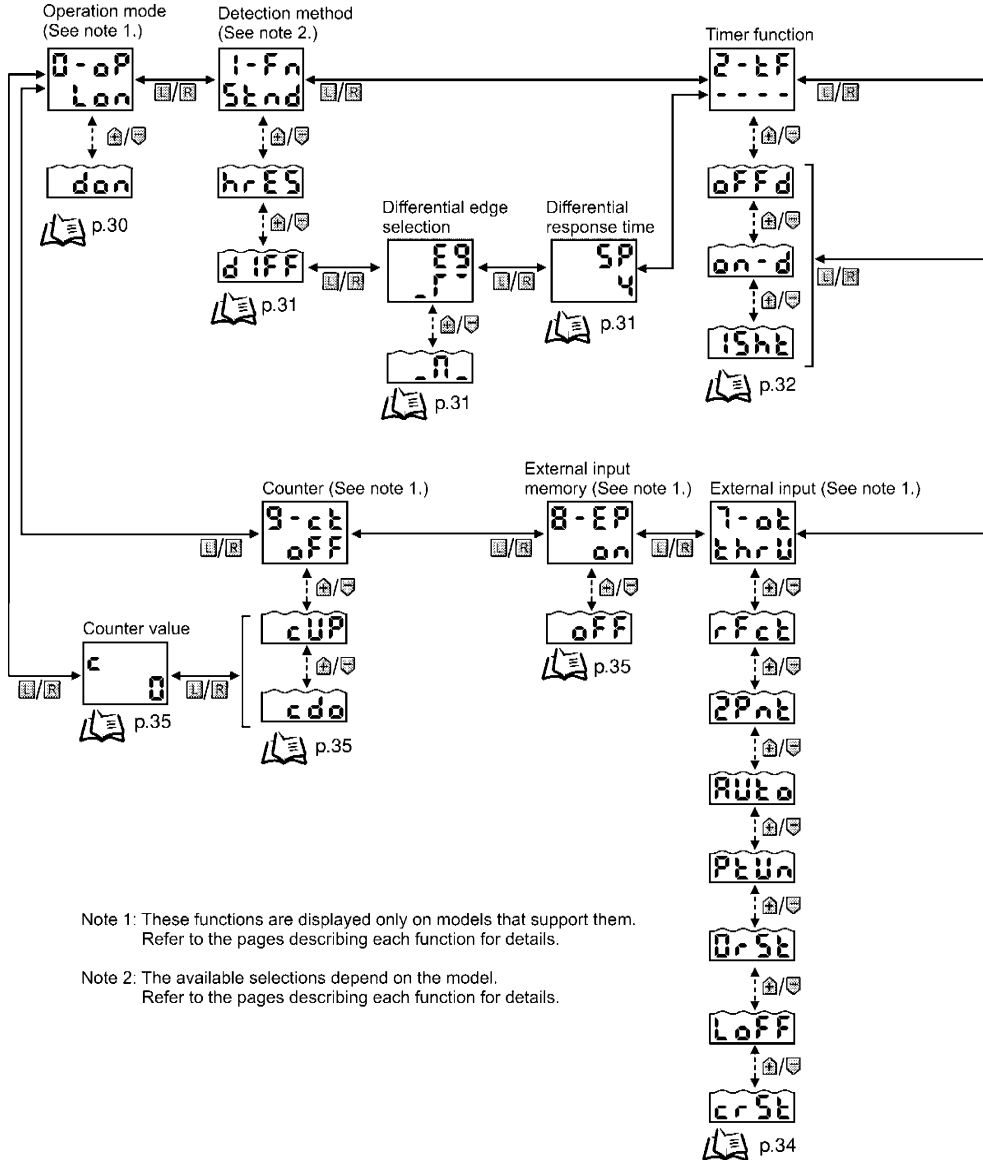 Operation mode
(See note 1.)
0-oP
Lon
L/R
+/-
don
p.30
Detection method
(See note 2.)
1-Fn
Stnd
L/R
+/-
hrES
+/-
dIFF
L/R
p.31
Differential edge
selection
Eg
L/R
+/-
p.31
Differential
response time
SP
4
p.31
Timer function
2-tF
----
L/R
+/-
oFFd
+/-
on-d
L/R
+/-
1Sht
p.32
Counter (See note 1.)
9-ct
oFF
L/R
+/-
cUP
+/-
cdo
p.35
Counter value
c
0
L/R
L/R
p.35
External input
memory (See note 1.)
8-EP
on
L/R
L/R
+/-
oFF
p.35
External input (See note 1.)
7-ot
thrU
+/-
rFct
+/-
2Pnt
+/-
AUto
+/-
PtUn
+/-
0rSt
+/-
LoFF
+/-
crSt
p.34
Note 1: These functions are displayed only on models that support them.
Refer to the pages describing each function for details.
Note 2: The available selections depend on the model.
Refer to the pages describing each function for details.